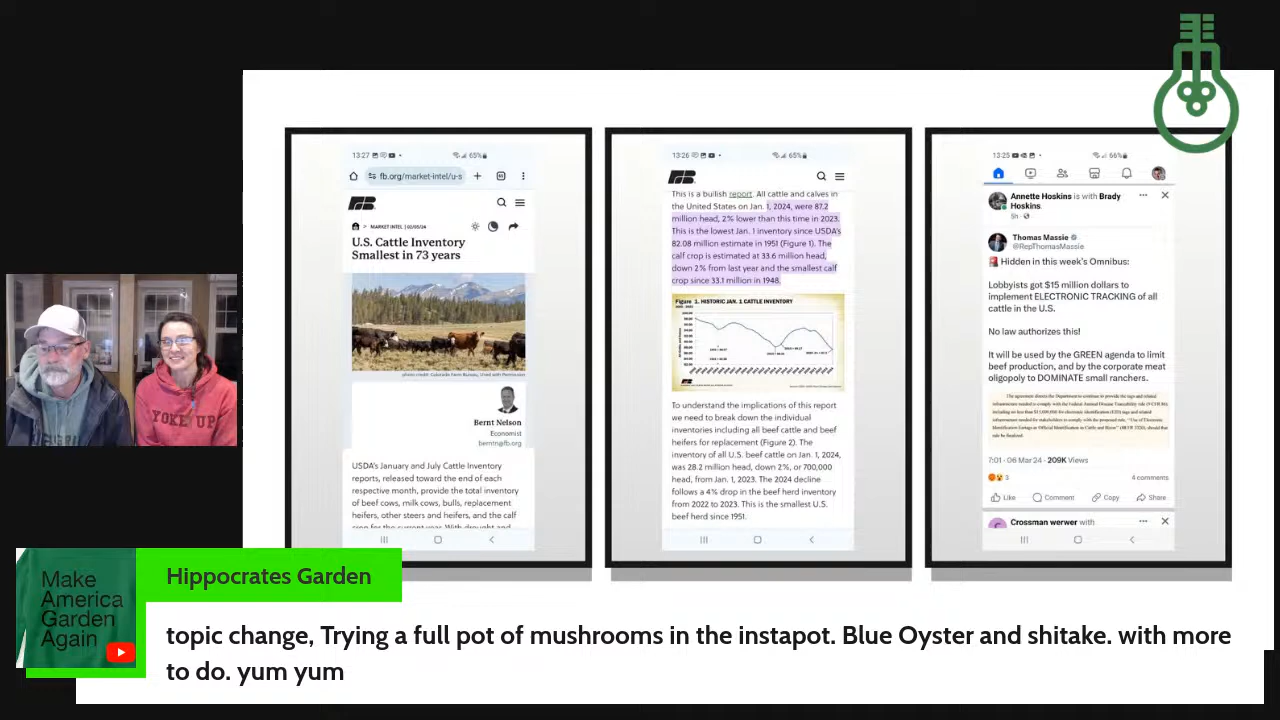 13:27
65%
fb.org/market-intel/u-s
MARKET INTEL
U.S. Cattle Inventory
Smallest in 73 years
Bernt Nelson
Economist
berntn@fb.org
USDA's January and July Cattle Inventory
reports, released toward the end of each
respective month, provide the total inventory
of beef cows, milk cows, bulls, replacement
heifers, other steers and heifers, and the calf
crop for the current year. With drought and
13:26
65%
This is a bullish report. All cattle and calves in
the United States on Jan. 1, 2024, were 87.2
million head, 2% lower than this time in 2023.
This is the lowest Jan. 1 inventory since USDA's
82.08 million estimate in 1951 (Figure 1). The
calf crop is estimated at 33.6 million head,
down 2% from last year and the smallest calf
crop since 33.1 million in 1948.
Figure 1. HISTORIC JAN. 1 CATTLE INVENTORY
To understand the implications of this report
we need to break down the individual
inventories including all beef cattle and beef
heifers for replacement (Figure 2). The
inventory of all U.S. beef cattle on Jan. 1, 2024,
was 28.2 million head, down 2%, or 700,000
head, from Jan. 1, 2023. The 2024 decline
follows a 4% drop in the beef herd inventory
from 2022 to 2023. This is the smallest U.S.
beef herd since 1951.
13:25
66%
Annette Hoskins is with Brady
Hoskins.
5h
Thomas Massie
@RepThomasMassie
🚨 Hidden in this week's Omnibus:
Lobbyists got $15 million dollars to
implement ELECTRONIC TRACKING of all
cattle in the U.S.
No law authorizes this!
It will be used by the GREEN agenda to limit
beef production, and by the corporate meat
oligopoly to DOMINATE small ranchers.
7:01 · 06 Mar 24 · 209K Views
3
4 comments
Like Comment Copy Share
Crossman werwer with
YOKE UP
Make
America
Garden
Again
Hippocrates Garden
topic change, Trying a full pot of mushrooms in the instapot. Blue Oyster and shitake. with more
to do. yum yum